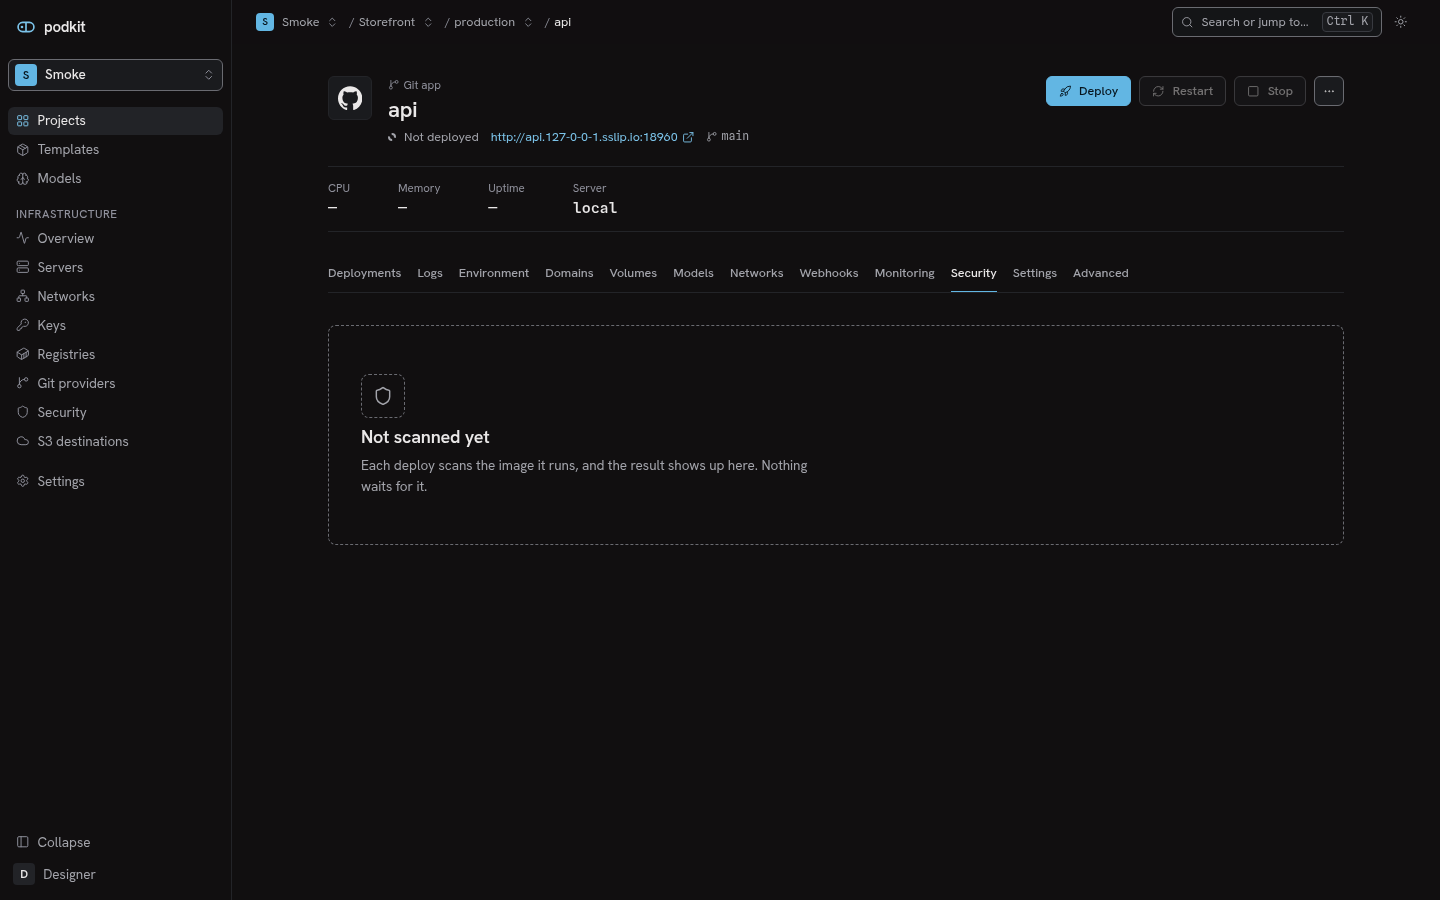 podkit
S Smoke
Projects
Templates
Models
INFRASTRUCTURE
Overview
Servers
Networks
Keys
Registries
Git providers
Security
S3 destinations
Settings
Collapse
D Designer
S Smoke / Storefront / production / api
Search or jump to... Ctrl K
Git app
api
Not deployed http://api.127-0-0-1.sslip.io:18960 main
Deploy Restart Stop ...
CPU Memory Uptime Server
— — — local
Deployments Logs Environment Domains Volumes Models Networks Webhooks Monitoring Security Settings Advanced
Not scanned yet
Each deploy scans the image it runs, and the result shows up here. Nothing
waits for it.